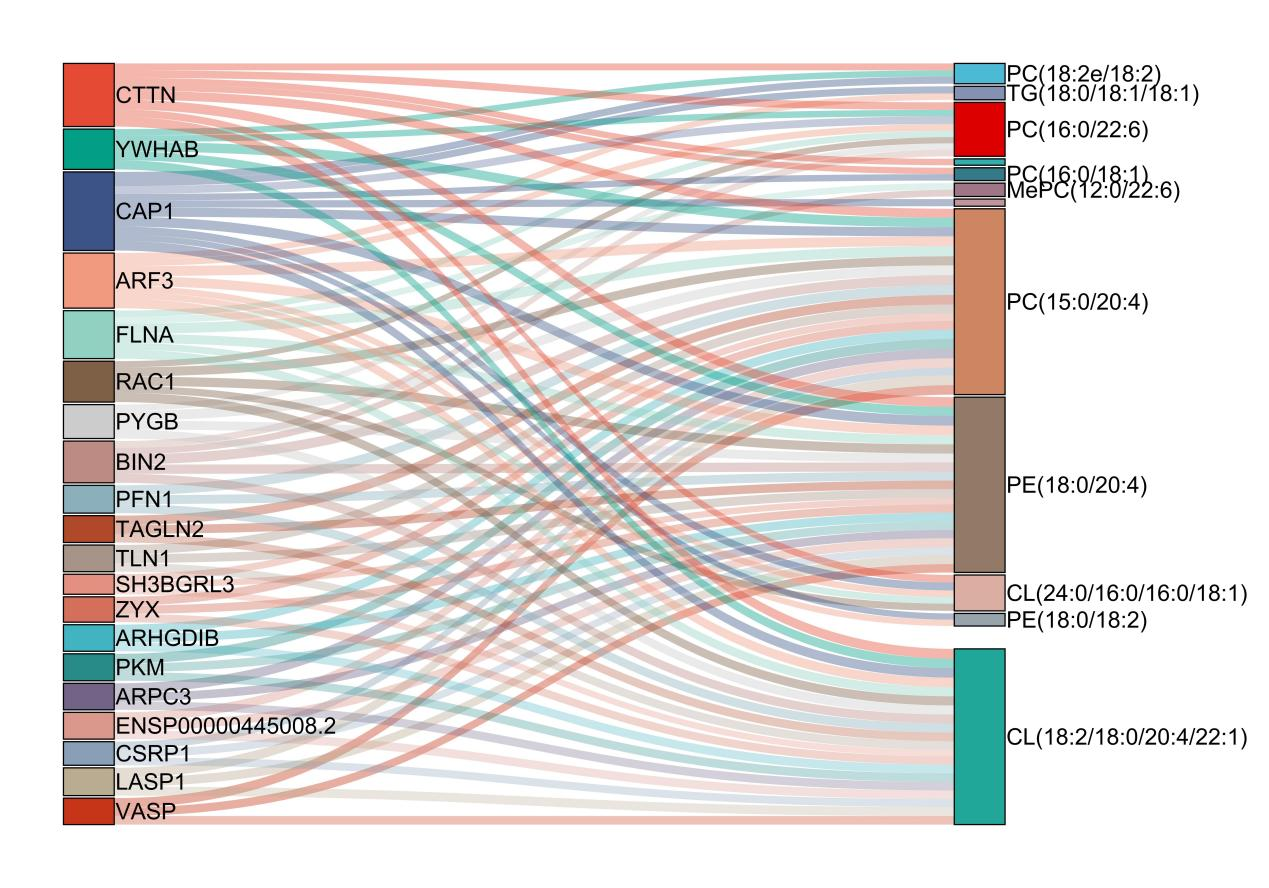 CTTN
YWHAB
CAP1
ARF3
FLNA
RAC1
PYGB
BIN2
PFN1
TAGLN2
TLN1
SH3BGRL3
ZYX
ARHGDIB
PKM
ARPC3
ENSP00000445008.2
CSRP1
LASP1
VASP
PC(18:2e/18:2)
TG(18:0/18:1/18:1)
PC(16:0/22:6)
PC(16:0/18:1)
MePC(12:0/22:6)
PC(15:0/20:4)
PE(18:0/20:4)
CL(24:0/16:0/16:0/18:1)
PE(18:0/18:2)
CL(18:2/18:0/20:4/22:1)